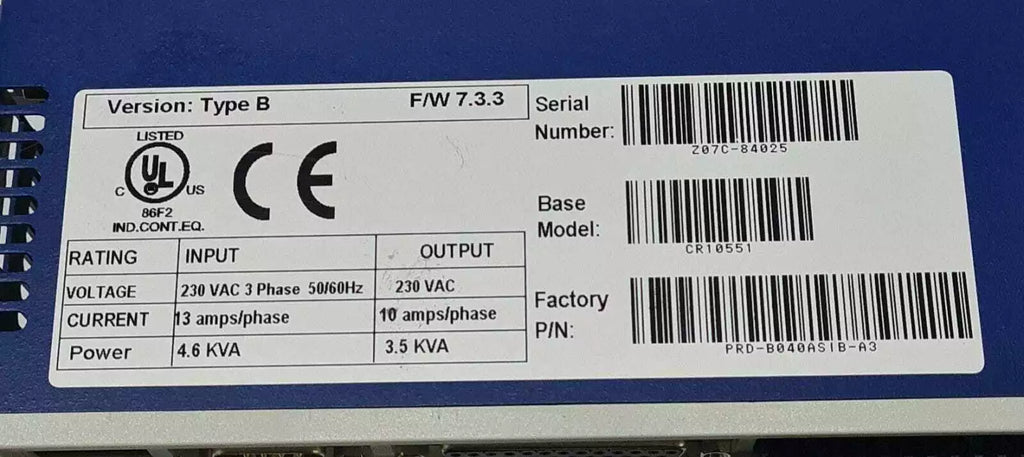 Version: Type B F/W 7.3.3
LISTED
UL
C US
86F2
IND.CONT.EQ.
CE
RATING INPUT OUTPUT
VOLTAGE 230 VAC 3 Phase 50/60Hz 230 VAC
CURRENT 13 amps/phase 10 amps/phase
Power 4.6 KVA 3.5 KVA
Serial
Number:
Z07C-84025
Base
Model:
CR10551
Factory
P/N:
PRD-B040ASIB-A3